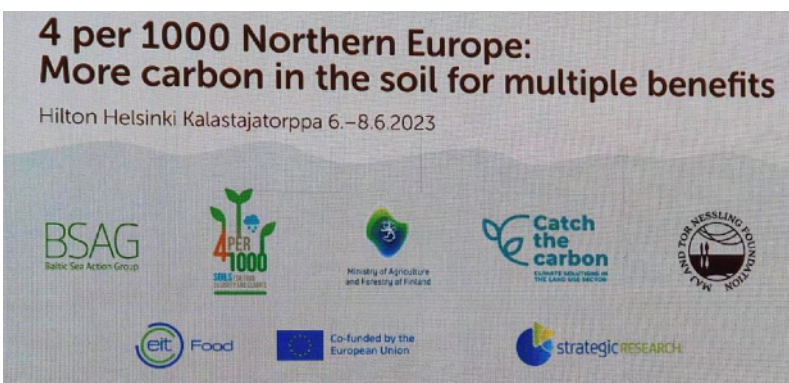 4 per 1000 Northern Europe:
More carbon in the soil for multiple benefits
Hilton Helsinki Kalastajatorppa 6.–8.6.2023
BSAG
Baltic Sea Action Group
4 PER
1000
SOILS FOR FOOD
SECURITY AND CLIMATE
Ministry of Agriculture
and Forestry of Finland
Catch
the
carbon
CLIMATE SOLUTIONS IN
THE LAND USE SECTOR
MAJ AND TOR NESSLING FOUNDATION
eit Food
Co-funded by the
European Union
strategic RESEARCH